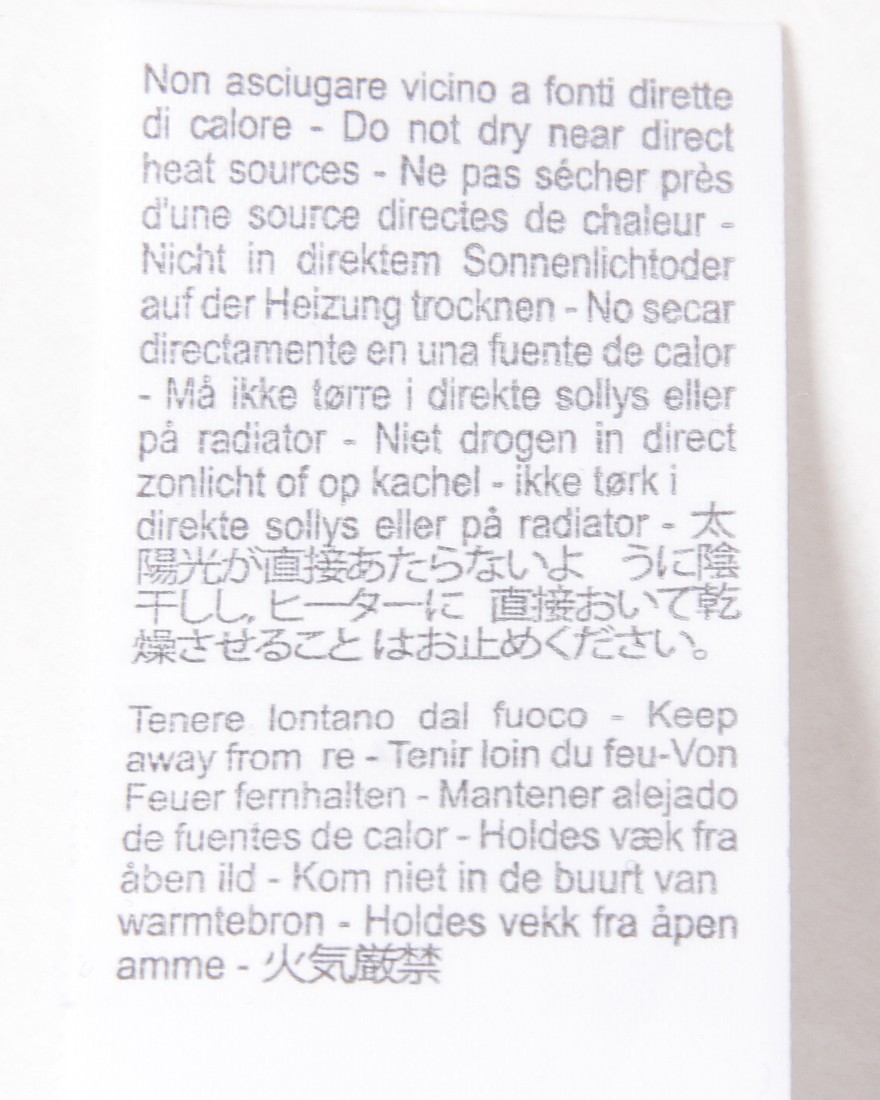 Non asciugare vicino a fonti dirette
di calore - Do not dry near direct
heat sources - Ne pas sécher près
d'une source directes de chaleur -
Nicht in direktem Sonnenlichtoder
auf der Heizung trocknen - No secar
directamente en una fuente de calor
- Må ikke tørre i direkte sollys eller
på radiator - Niet drogen in direct
zonlicht of op kachel - ikke tørk i
direkte sollys eller på radiator - 太
陽光が直接あたらないよ うに陰
干しし, ヒーターに 直接おいて乾
燥させること はお止めください。
Tenere lontano dal fuoco - Keep
away from re - Tenir loin du feu-Von
Feuer fernhalten - Mantener alejado
de fuentes de calor - Holdes væk fra
åben ild - Kom niet in de buurt van
warmtebron - Holdes vekk fra åpen
amme - 火気厳禁